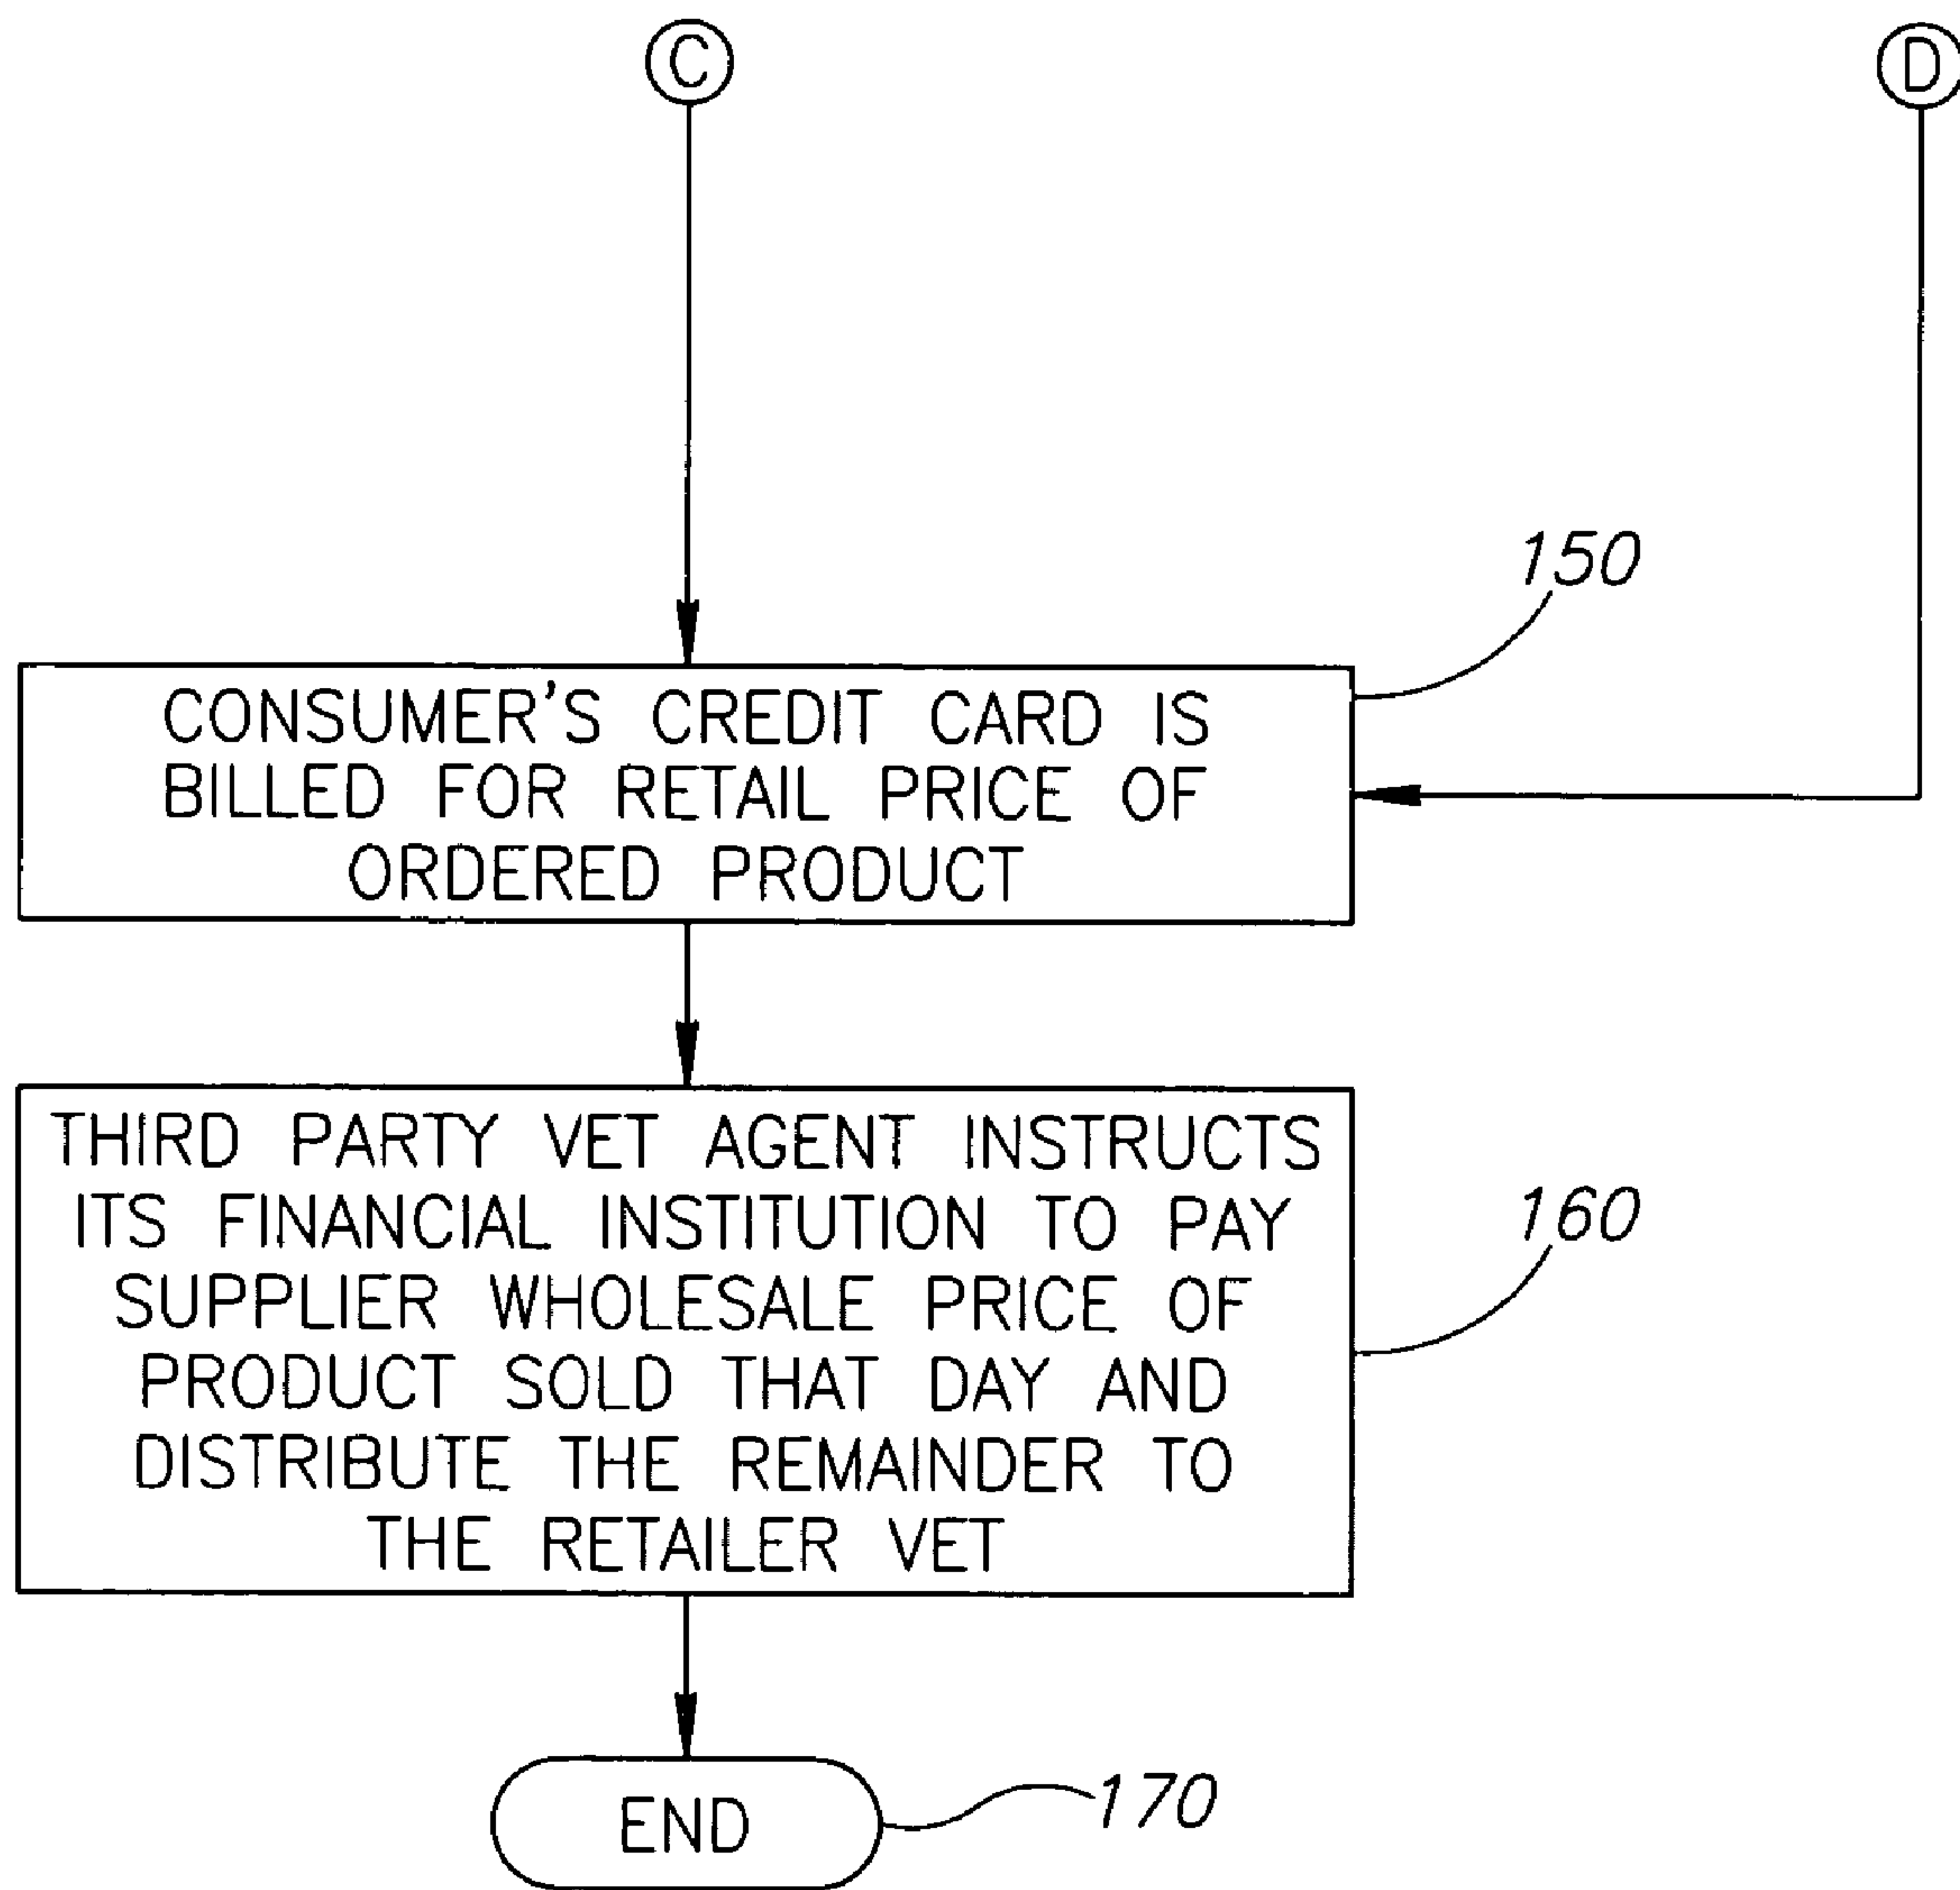 C
D
150
CONSUMER'S CREDIT CARD IS
BILLED FOR RETAIL PRICE OF
ORDERED PRODUCT
THIRD PARTY VET AGENT INSTRUCTS
ITS FINANCIAL INSTITUTION TO PAY
SUPPLIER WHOLESALE PRICE OF
PRODUCT SOLD THAT DAY AND
DISTRIBUTE THE REMAINDER TO
THE RETAILER VET
160
END
170